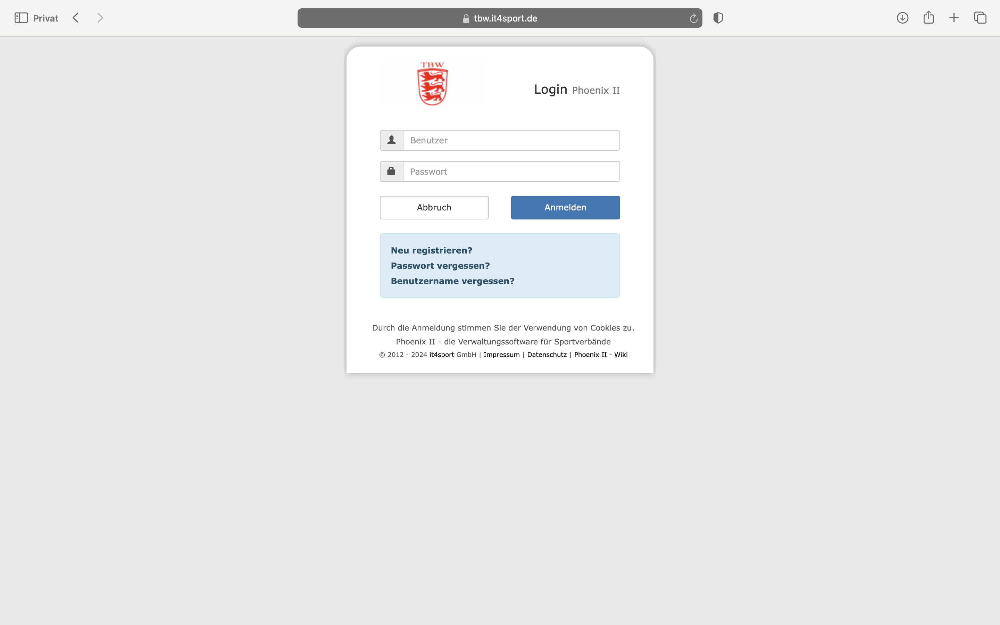 Privat
tbw.it4sport.de
TBW
Login Phoenix II
Benutzer
Passwort
Abbruch Anmelden
Neu registrieren?
Passwort vergessen?
Benutzername vergessen?
Durch die Anmeldung stimmen Sie der Verwendung von Cookies zu.
Phoenix II - die Verwaltungssoftware für Sportverbände
© 2012 - 2024 it4sport GmbH | Impressum | Datenschutz | Phoenix II - Wiki